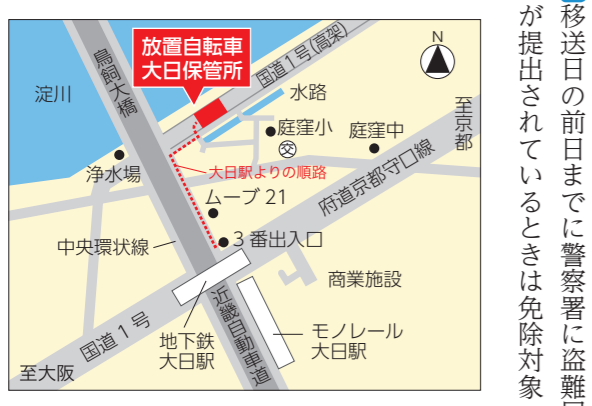 移送日の前日までに警察署に盗難届
が提出されているときは免除対象
放置自転車
大日保管所
国道1号(高架)
N
鳥飼大橋
淀川
水路
至京都
庭窪小
庭窪中
交
浄水場
大日駅よりの順路
府道京都守口線
ムーブ 21
中央環状線
3 番出入口
商業施設
近畿自動車道
国道1号
地下鉄
大日駅
モノレール
大日駅
至大阪